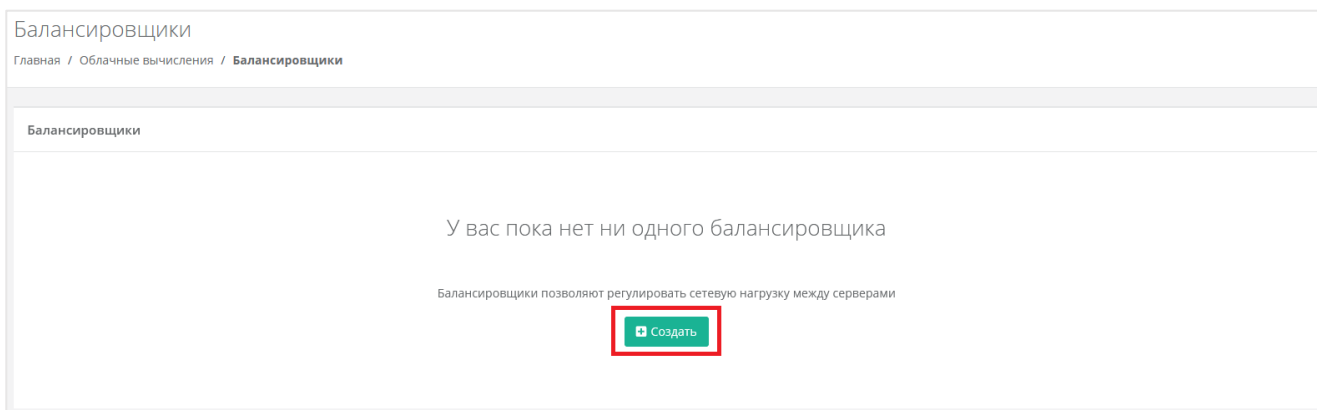 Балансировщики
Главная / Облачные вычисления / Балансировщики
Балансировщики
У вас пока нет ни одного балансировщика
Балансировщики позволяют регулировать сетевую нагрузку между серверами
Создать